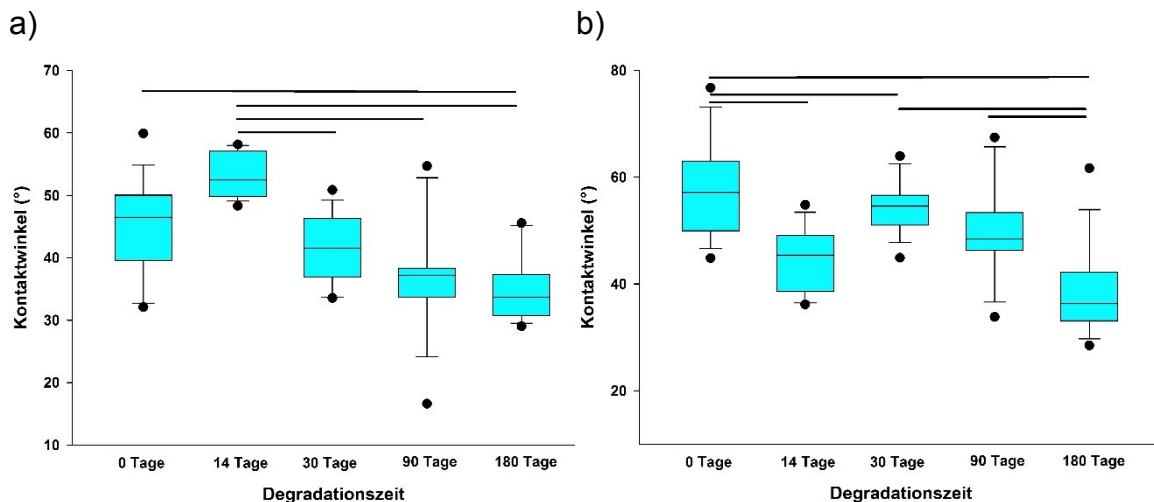 a)
70
60
50
40
30
20
10
Kontaktwinkel (°)
0 Tage 14 Tage 30 Tage 90 Tage 180 Tage
Degradationszeit
b)
80
60
40
20
Kontaktwinkel (°)
0 Tage 14 Tage 30 Tage 90 Tage 180 Tage
Degradationszeit